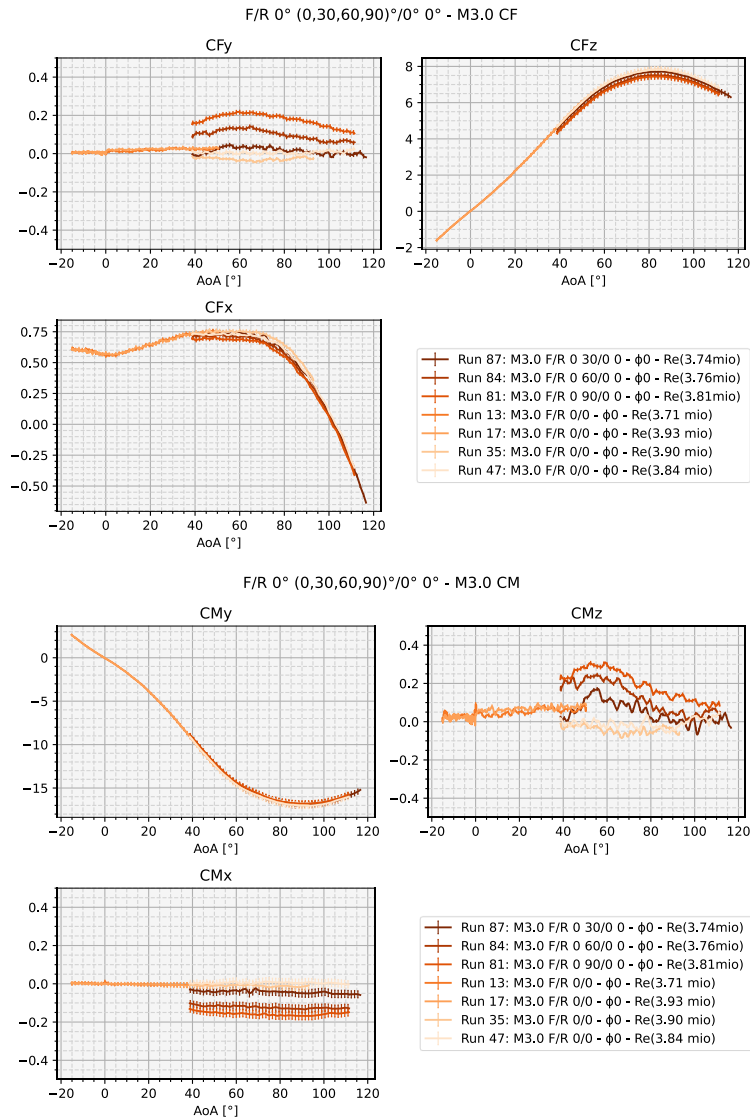 F/R 0° (0,30,60,90)°/0° 0° - M3.0 CF
CFy
0.4
0.2
0.0
−0.2
−0.4
−20 0 20 40 60 80 100 120
AoA [°]
CFz
8
6
4
2
0
−2
−20 0 20 40 60 80 100 120
AoA [°]
CFx
0.75
0.50
0.25
0.00
−0.25
−0.50
−20 0 20 40 60 80 100 120
AoA [°]
Run 87: M3.0 F/R 0 30/0 0 - ϕ0 - Re(3.74mio)
Run 84: M3.0 F/R 0 60/0 0 - ϕ0 - Re(3.76mio)
Run 81: M3.0 F/R 0 90/0 0 - ϕ0 - Re(3.81mio)
Run 13: M3.0 F/R 0/0 - ϕ0 - Re(3.71 mio)
Run 17: M3.0 F/R 0/0 - ϕ0 - Re(3.93 mio)
Run 35: M3.0 F/R 0/0 - ϕ0 - Re(3.90 mio)
Run 47: M3.0 F/R 0/0 - ϕ0 - Re(3.84 mio)
F/R 0° (0,30,60,90)°/0° 0° - M3.0 CM
CMy
0
−5
−10
−15
−20 0 20 40 60 80 100 120
AoA [°]
CMz
0.4
0.2
0.0
−0.2
−0.4
−20 0 20 40 60 80 100 120
AoA [°]
CMx
0.4
0.2
0.0
−0.2
−0.4
−20 0 20 40 60 80 100 120
AoA [°]
Run 87: M3.0 F/R 0 30/0 0 - ϕ0 - Re(3.74mio)
Run 84: M3.0 F/R 0 60/0 0 - ϕ0 - Re(3.76mio)
Run 81: M3.0 F/R 0 90/0 0 - ϕ0 - Re(3.81mio)
Run 13: M3.0 F/R 0/0 - ϕ0 - Re(3.71 mio)
Run 17: M3.0 F/R 0/0 - ϕ0 - Re(3.93 mio)
Run 35: M3.0 F/R 0/0 - ϕ0 - Re(3.90 mio)
Run 47: M3.0 F/R 0/0 - ϕ0 - Re(3.84 mio)